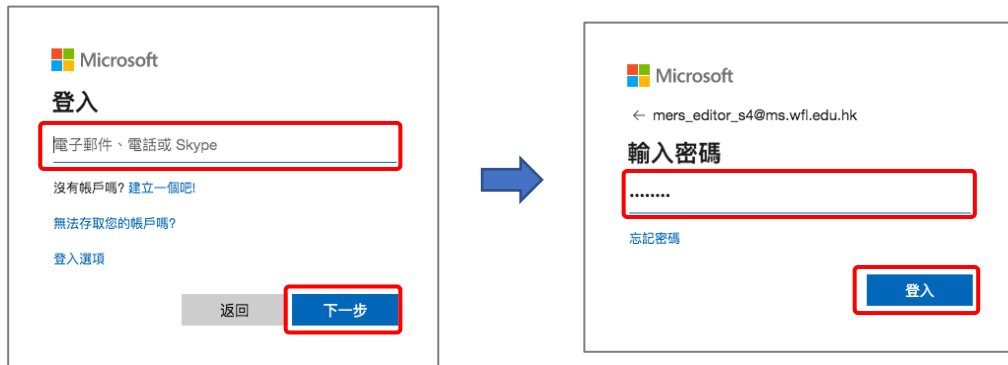 Microsoft
登入
電子郵件、電話或 Skype
沒有帳戶嗎? 建立一個吧!
無法存取您的帳戶嗎?
登入選項
返回
下一步
Microsoft
← mers_editor_s4@ms.wfl.edu.hk
輸入密碼
••••••••
忘記密碼
登入